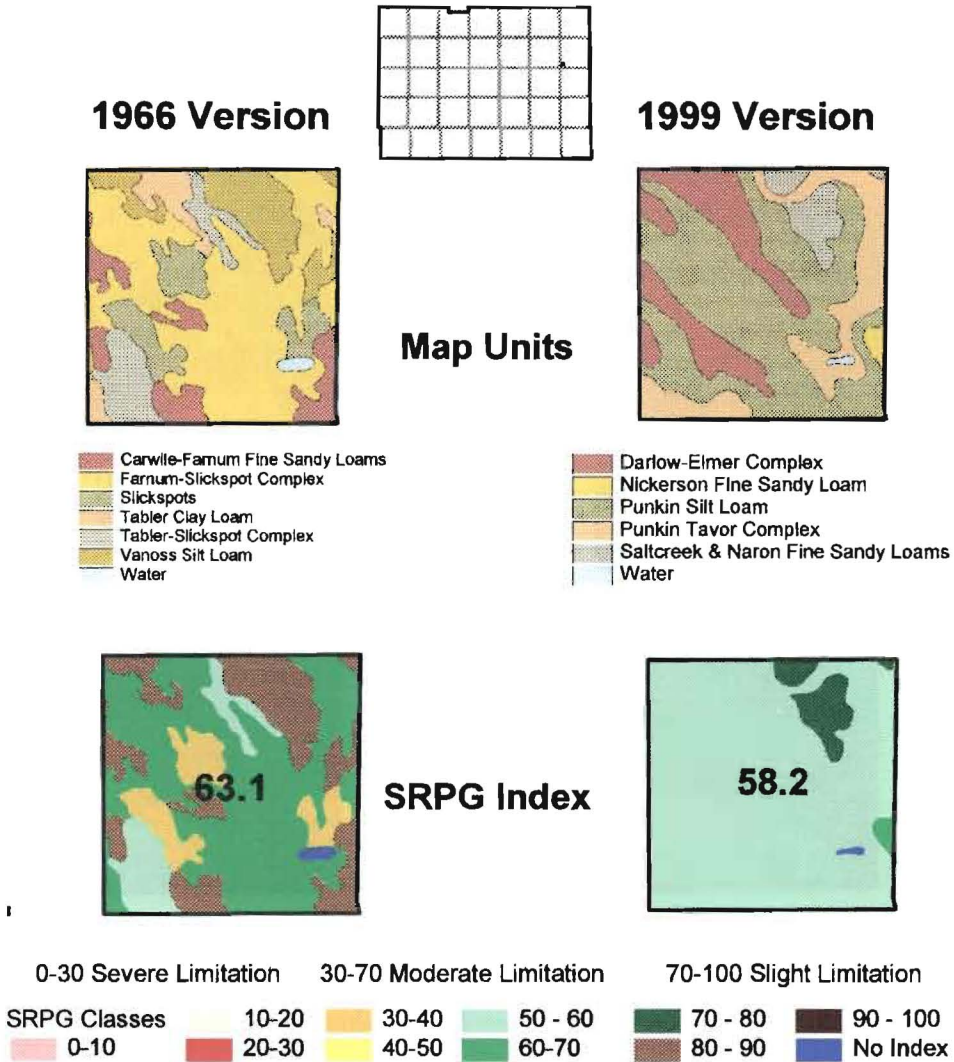 1966 Version
1999 Version
Map Units
Carwile-Farnum Fine Sandy Loams
Farnum-Slickspot Complex
Slickspots
Tabler Clay Loam
Tabler-Slickspot Complex
Vanoss Silt Loam
Water
Darlow-Elmer Complex
Nickerson Fine Sandy Loam
Punkin Silt Loam
Punkin Tavor Complex
Saltcreek & Naron Fine Sandy Loams
Water
63.1
SRPG Index
58.2
0-30 Severe Limitation 30-70 Moderate Limitation 70-100 Slight Limitation
SRPG Classes 10-20 30-40 50 - 60 70 - 80 90 - 100
0-10 20-30 40-50 60-70 80 - 90 No Index